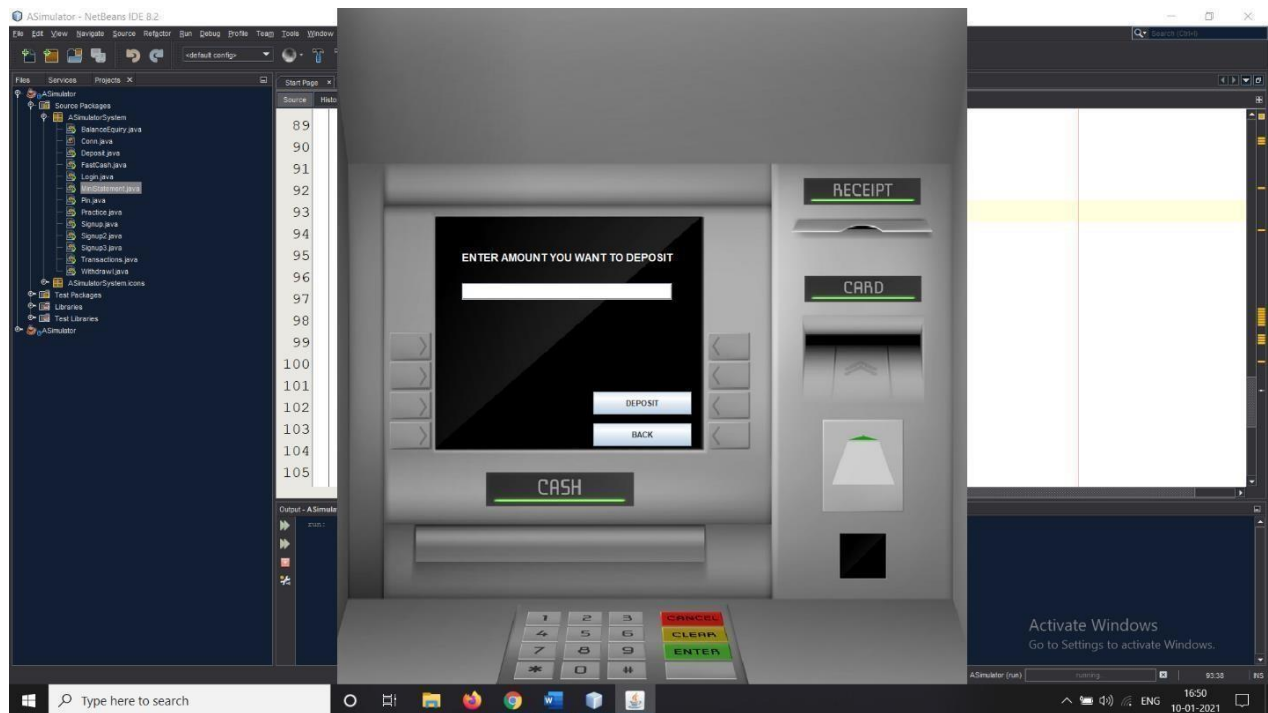 ASimulator - NetBeans IDE 8.2
File Edit View Navigate Source Refactor Run Debug Profile Team Tools Window
Search (Ctrl+I)
<default config>
Files Services Projects
Start Page
Source Histo
ASimulator
Source Packages
ASimulatorSystem
BalanceEquiry.java
Conn.java
Deposit.java
FastCash.java
Login.java
MiniStatement.java
Pin.java
Practice.java
Signup.java
Signup2.java
Signup3.java
Transactions.java
Withdrawl.java
ASimulatorSystem.icons
Test Packages
Libraries
Test Libraries
ASimulator
89
90
91
92
93
94
95
96
97
98
99
100
101
102
103
104
105
Output - ASimula
run:
RECEIPT
ENTER AMOUNT YOU WANT TO DEPOSIT
CARD
DEPOSIT
BACK
CASH
1 2 3 CANCEL
4 5 6 CLEAR
7 8 9 ENTER
* 0 #
Activate Windows
Go to Settings to activate Windows.
ASimulator (run) running... 93:38 INS
Type here to search
ENG
16:50
10-01-2021